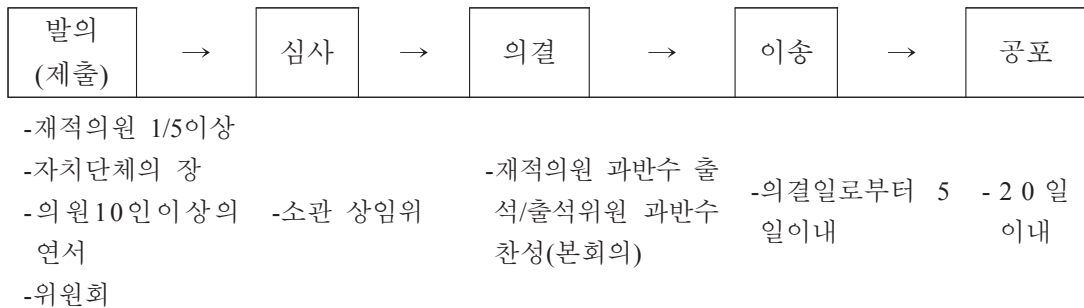 발의
(제출)
→
심사
→
의결
→
이송
→
공포
-재적의원 1/5이상
-자치단체의 장
-의원10인이상의
연서
-위원회
-소관 상임위
-재적의원 과반수 출
석/출석위원 과반수
찬성(본회의)
-의결일로부터 5
일이내
- 2 0 일
이내